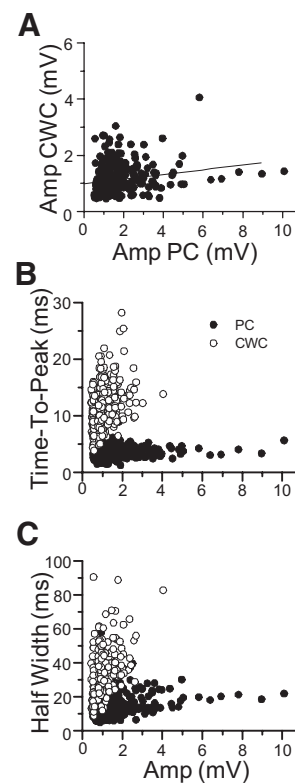 A
Amp CWC (mV)
6
4
2
0
0 2 4 6 8 10
Amp PC (mV)
B
Time-To-Peak (ms)
30
20
10
0
PC
CWC
0 2 4 6 8 10
C
Half Width (ms)
100
80
60
40
20
0
0 2 4 6 8 10
Amp (mV)